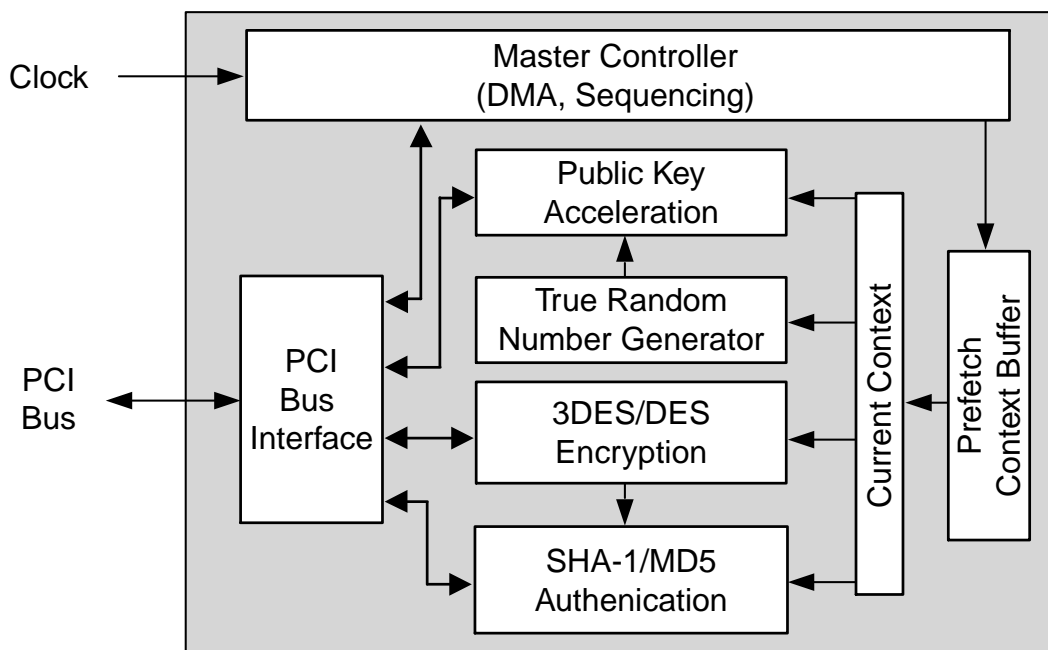 Master Controller
(DMA, Sequencing)
Clock
Public Key
Acceleration
True Random
Number Generator
PCI
Bus
Interface
PCI
Bus
3DES/DES
Encryption
SHA-1/MD5
Authenication
Current Context
Prefetch
Context Buffer